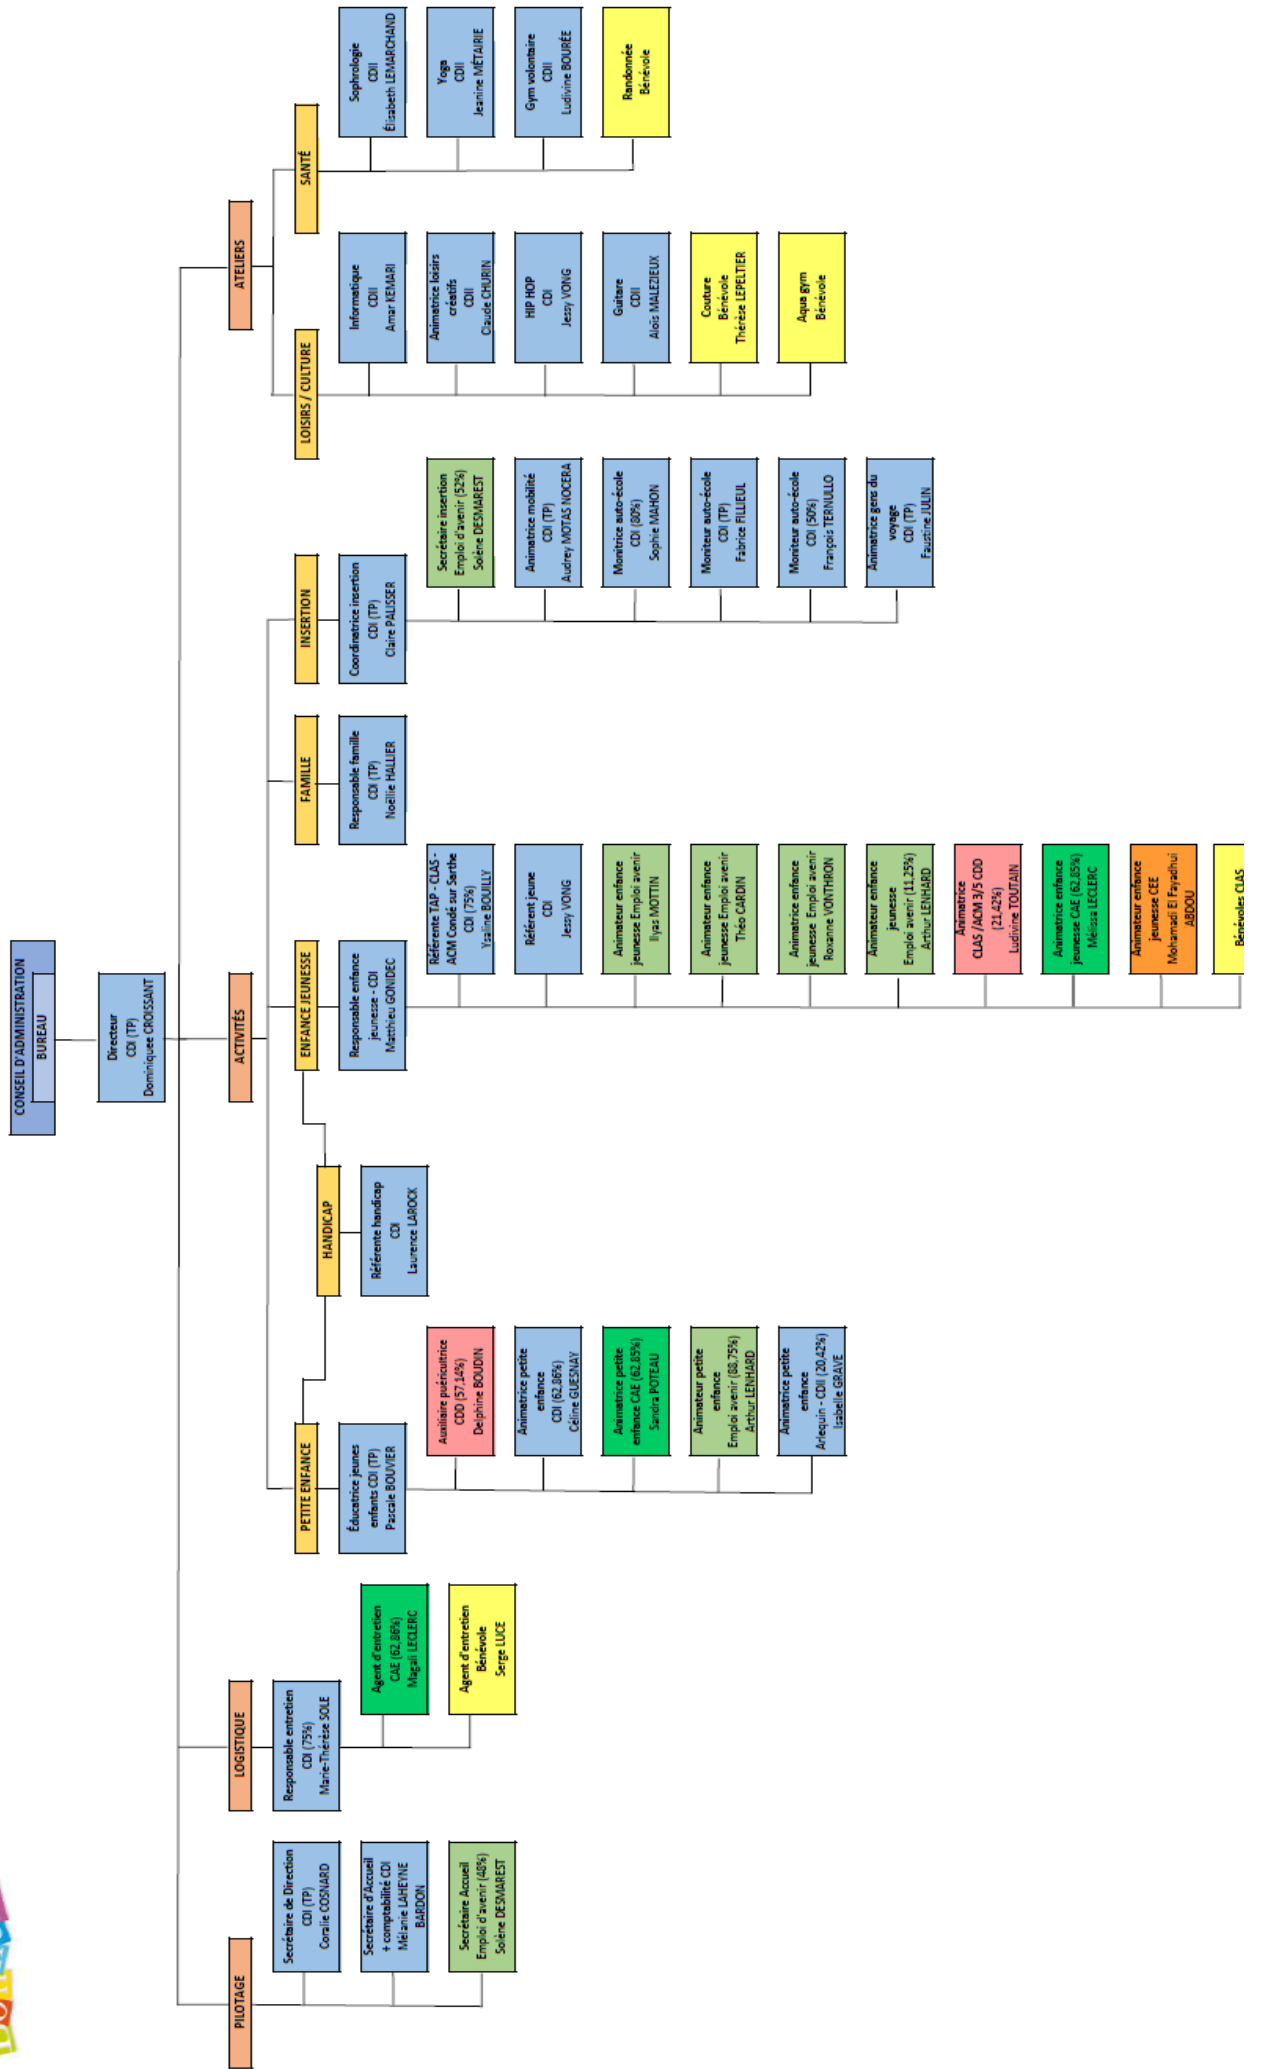 CONSEIL D'ADMINISTRATION
BUREAU
Directeur
CDI (TP)
Dominiquee CROISSANT
PILOTAGE
Secrétaire de Direction
CDI (TP)
Coralie COSNARD
Secrétaire d'Accueil
+ comptabilité CDI
Mélanie LAHEYNE
BARDON
Secrétaire Accueil
Emploi d'avenir (48%)
Solène DESMAREST
LOGISTIQUE
Responsable entretien
CDI (75%)
Marie-Thérèse SOLE
Agent d'entretien
CAE (62,86%)
Magali LECLERC
Agent d'entretien
Bénévole
Serge LUCE
ACTIVITÉS
PETITE ENFANCE
Éducatrice jeunes
enfants CDI (TP)
Pascale BOUVIER
Auxiliaire puéricultrice
CDD (57,14%)
Delphine BOUDIN
Animatrice petite
enfance
CDI (62,86%)
Céline GUESNAY
Animatrice petite
enfance CAE (62,85%)
Sandra POTEAU
Animateur petite
enfance
Emploi avenir (88,75%)
Arthur LENHARD
Animatrice petite
enfance
Arlequin - CDII (20,42%)
Isabelle GRAVE
HANDICAP
Référente handicap
CDI
Laurence LAROCK
ENFANCE JEUNESSE
Responsable enfance
jeunesse - CDI
Matthieu GONIDEC
Référente TAP - CLAS -
ACM Condé sur Sarthe
CDI (75%)
Ysaline BOUILLY
Référent jeune
CDI
Jessy VONG
Animateur enfance
jeunesse Emploi avenir
Ilyas MOTTIN
Animateur enfance
jeunesse Emploi avenir
Théo CARDIN
Animatrice enfance
jeunesse Emploi avenir
Roxanne VONTHRON
Animateur enfance
jeunesse
Emploi avenir (11,25%)
Arthur LENHARD
Animatrice
CLAS /ACM 3/5 CDD
(21,42%)
Ludivine TOUTAIN
Animatrice enfance
jeunesse CAE (62,85%)
Mélissa LECLERC
Animateur enfance
jeunesse CEE
Mohamadi El Fayadhui
ABDOU
Bénévoles CLAS
FAMILLE
Responsable famille
CDI (TP)
Noëllie HALLIER
INSERTION
Coordinatrice insertion
CDI (TP)
Claire PALISSER
Secrétaire insertion
Emploi d'avenir (52%)
Solène DESMAREST
Animatrice mobilité
CDI (TP)
Audrey MOTAS NOCERA
Monitrice auto-école
CDI (80%)
Sophie MAHON
Moniteur auto-école
CDI (TP)
Fabrice FILLIEUL
Moniteur auto-école
CDI (50%)
François TERNULLO
Animatrice gens du
voyage
CDI (TP)
Faustine JULIN
ATELIERS
LOISIRS / CULTURE
Informatique
CDII
Amar KEMARI
Animatrice loisirs
créatifs
CDII
Claude CHURIN
HIP HOP
CDI
Jessy VONG
Guitare
CDII
Aloïs MALEZIEUX
Couture
Bénévole
Thérèse LEPELTIER
Aqua gym
Bénévole
SANTÉ
Sophrologie
CDII
Élisabeth LEMARCHAND
Yoga
CDII
Jeanine MÉTAIRIE
Gym volontaire
CDII
Ludivine BOURÉE
Randonnée
Bénévole